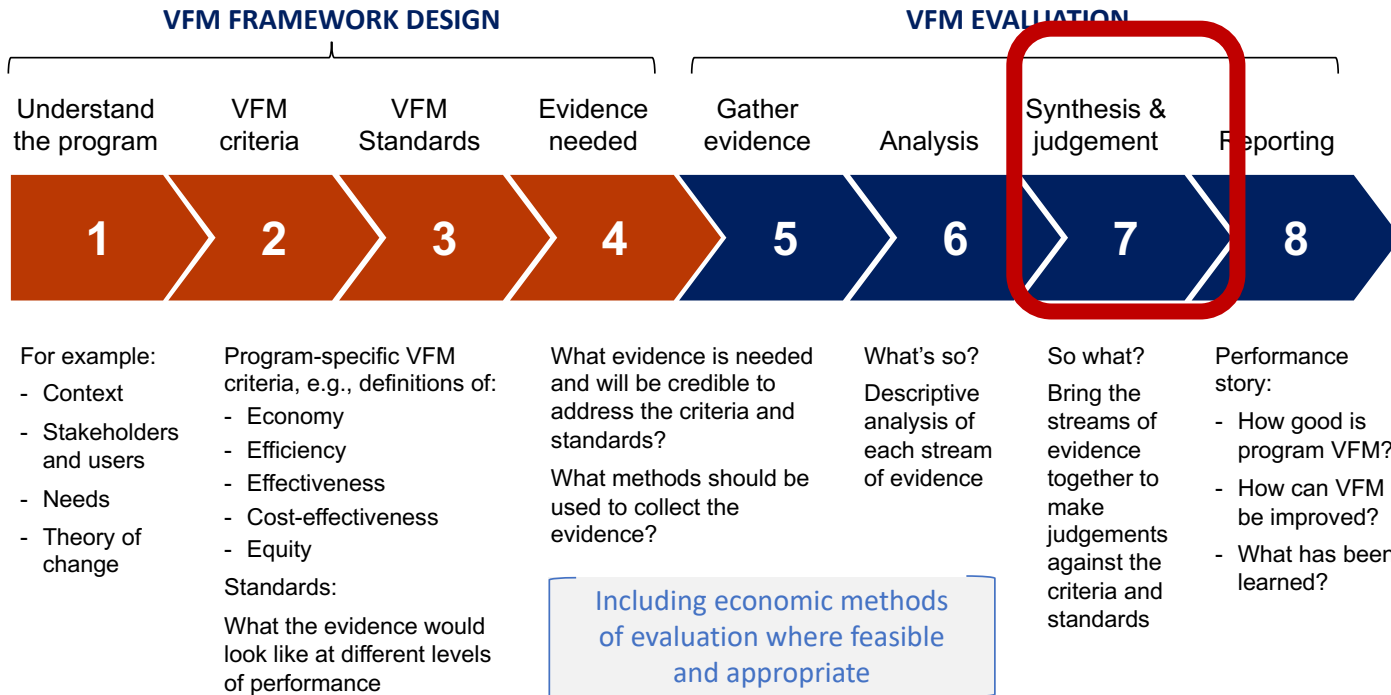 VFM FRAMEWORK DESIGN
VFM EVALUATION
Understand
the program
VFM
criteria
VFM
Standards
Evidence
needed
Gather
evidence
Analysis
Synthesis &
judgement
Reporting
1
2
3
4
5
6
7
8
For example:
- Context
- Stakeholders
and users
- Needs
- Theory of
change
Program-specific VFM
criteria, e.g., definitions of:
- Economy
- Efficiency
- Effectiveness
- Cost-effectiveness
- Equity
Standards:
What the evidence would
look like at different levels
of performance
What evidence is needed
and will be credible to
address the criteria and
standards?
What methods should be
used to collect the
evidence?
Including economic methods
of evaluation where feasible
and appropriate
What's so?
Descriptive
analysis of
each stream
of evidence
So what?
Bring the
streams of
evidence
together to
make
judgements
against the
criteria and
standards
Performance
story:
- How good is
program VFM?
- How can VFM
be improved?
- What has been
learned?